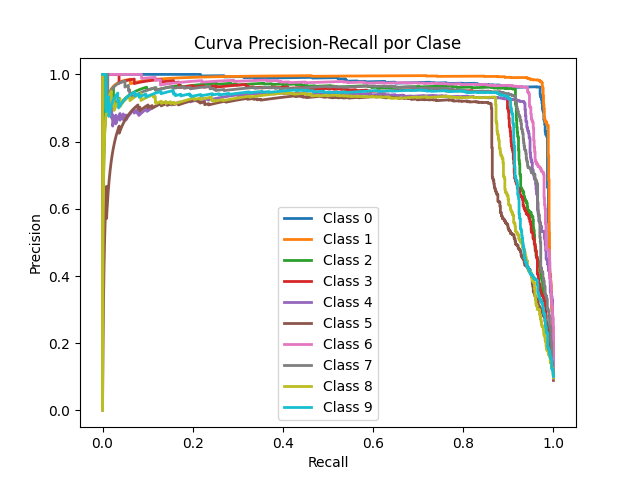 Curva Precision-Recall por Clase
Precision
1.0
0.8
0.6
0.4
0.2
0.0
Class 0
Class 1
Class 2
Class 3
Class 4
Class 5
Class 6
Class 7
Class 8
Class 9
0.0 0.2 0.4 0.6 0.8 1.0
Recall